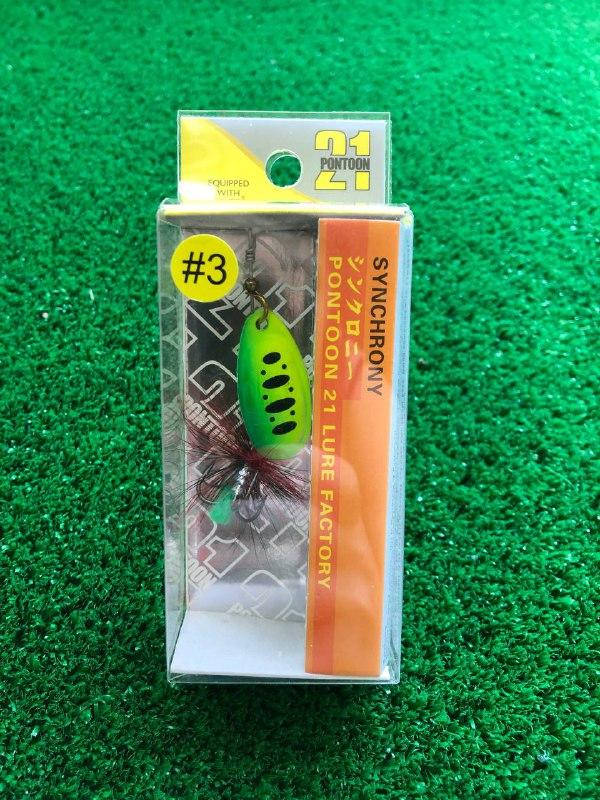 21
PONTOON
EQUIPPED
WITH
#3
SYNCHRONY
シンクロニー
PONTOON 21 LURE FACTORY